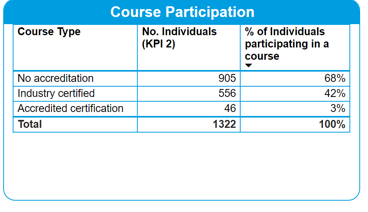 Course Participation
Course Type No. Individuals (KPI 2) % of Individuals participating in a course
No accreditation 905 68%
Industry certified 556 42%
Accredited certification 46 3%
Total 1322 100%